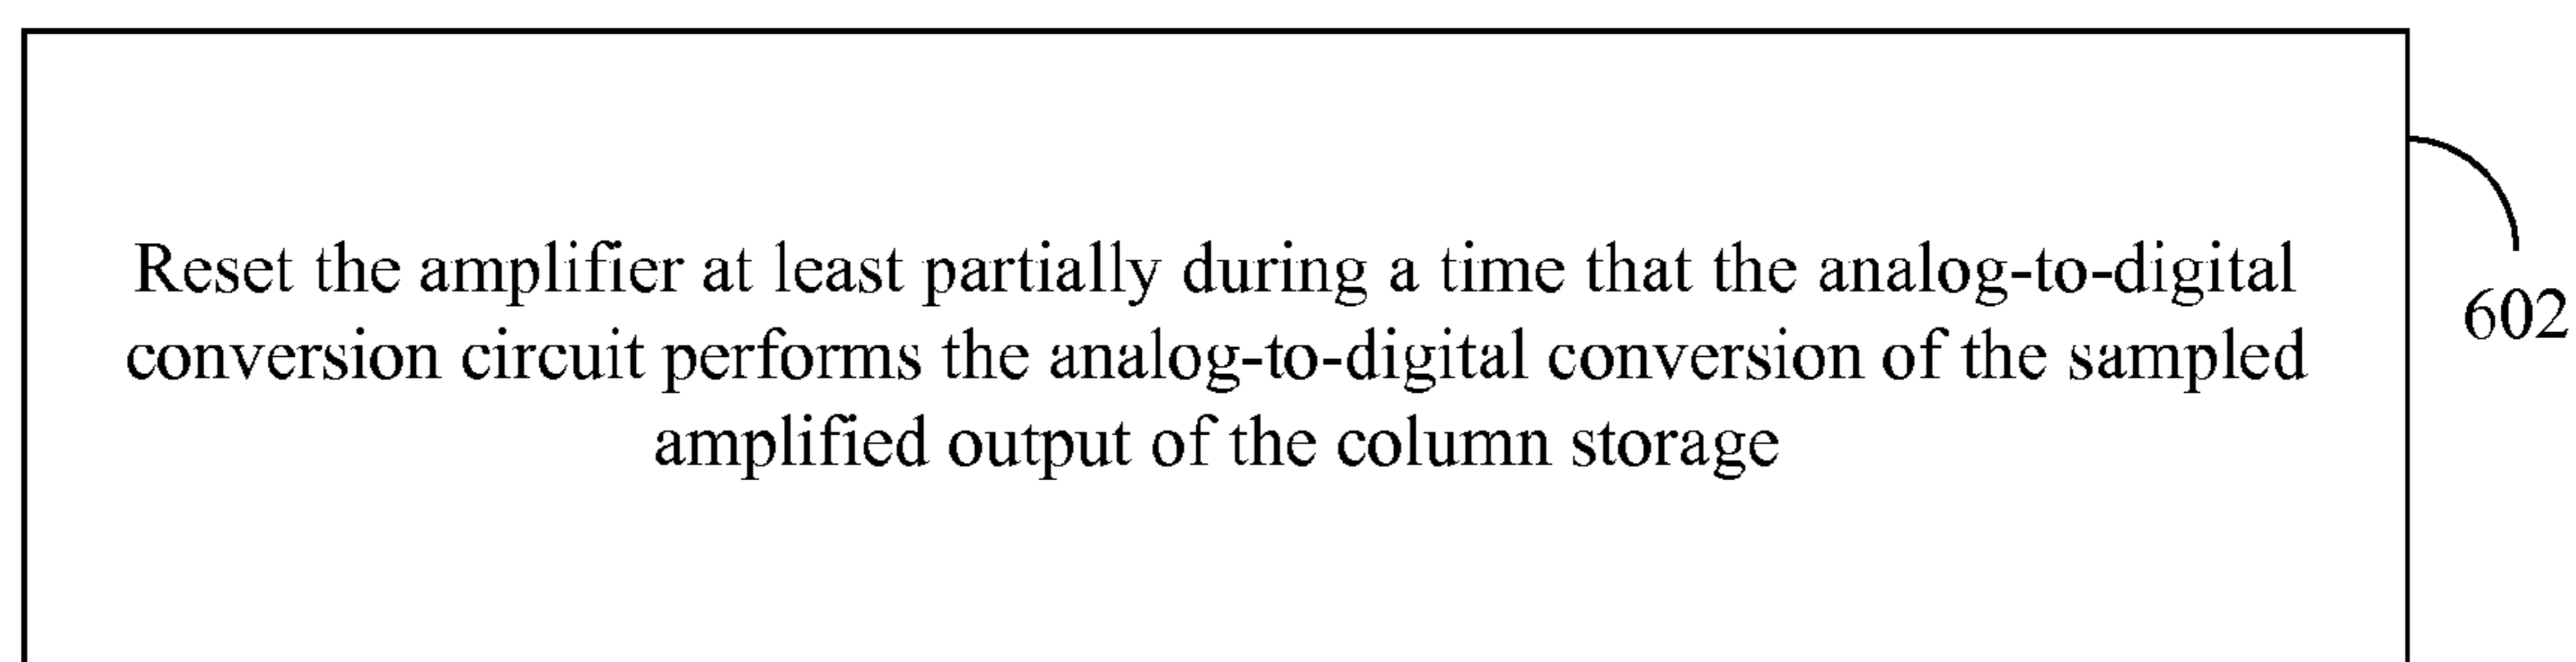 Reset the amplifier at least partially during a time that the analog-to-digital
conversion circuit performs the analog-to-digital conversion of the sampled
amplified output of the column storage
602